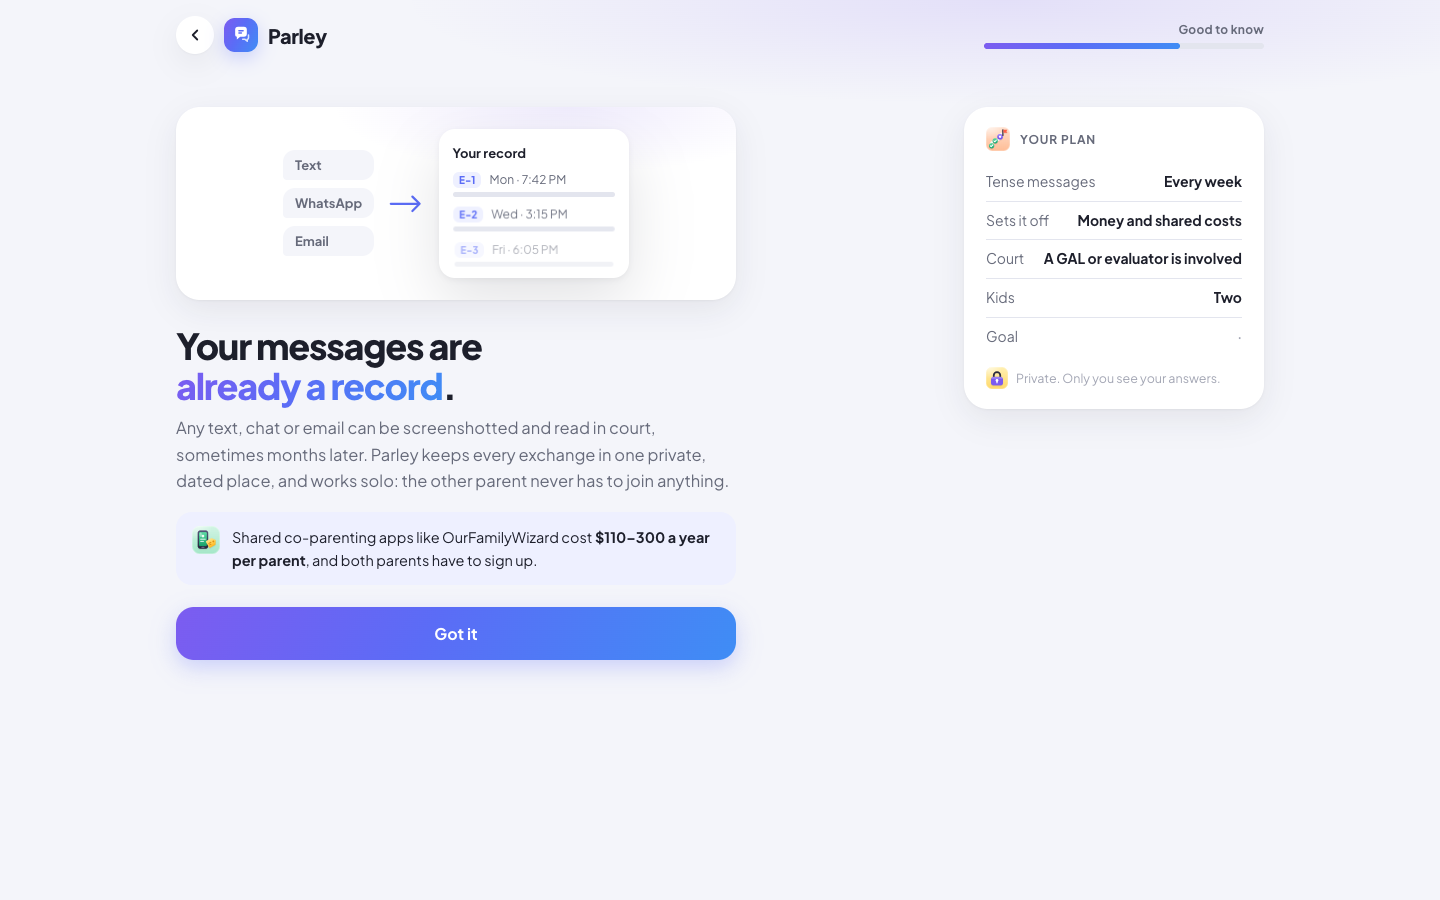 Parley
Good to know
Text
WhatsApp
Email
Your record
E-1 Mon · 7:42 PM
E-2 Wed · 3:15 PM
E-3 Fri · 6:05 PM
Your messages are
already a record.
Any text, chat or email can be screenshotted and read in court,
sometimes months later. Parley keeps every exchange in one private,
dated place, and works solo: the other parent never has to join anything.
Shared co-parenting apps like OurFamilyWizard cost $110–300 a year
per parent, and both parents have to sign up.
Got it
YOUR PLAN
Tense messages Every week
Sets it off Money and shared costs
Court A GAL or evaluator is involved
Kids Two
Goal ·
Private. Only you see your answers.